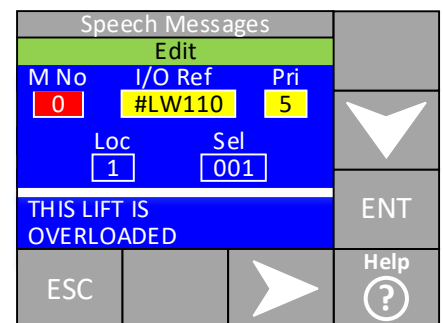 Speech Messages
Edit
M No I/O Ref Pri
0 #LW110 5
Loc Sel
1 001
THIS LIFT IS
OVERLOADED
ENT
ESC
Help
?